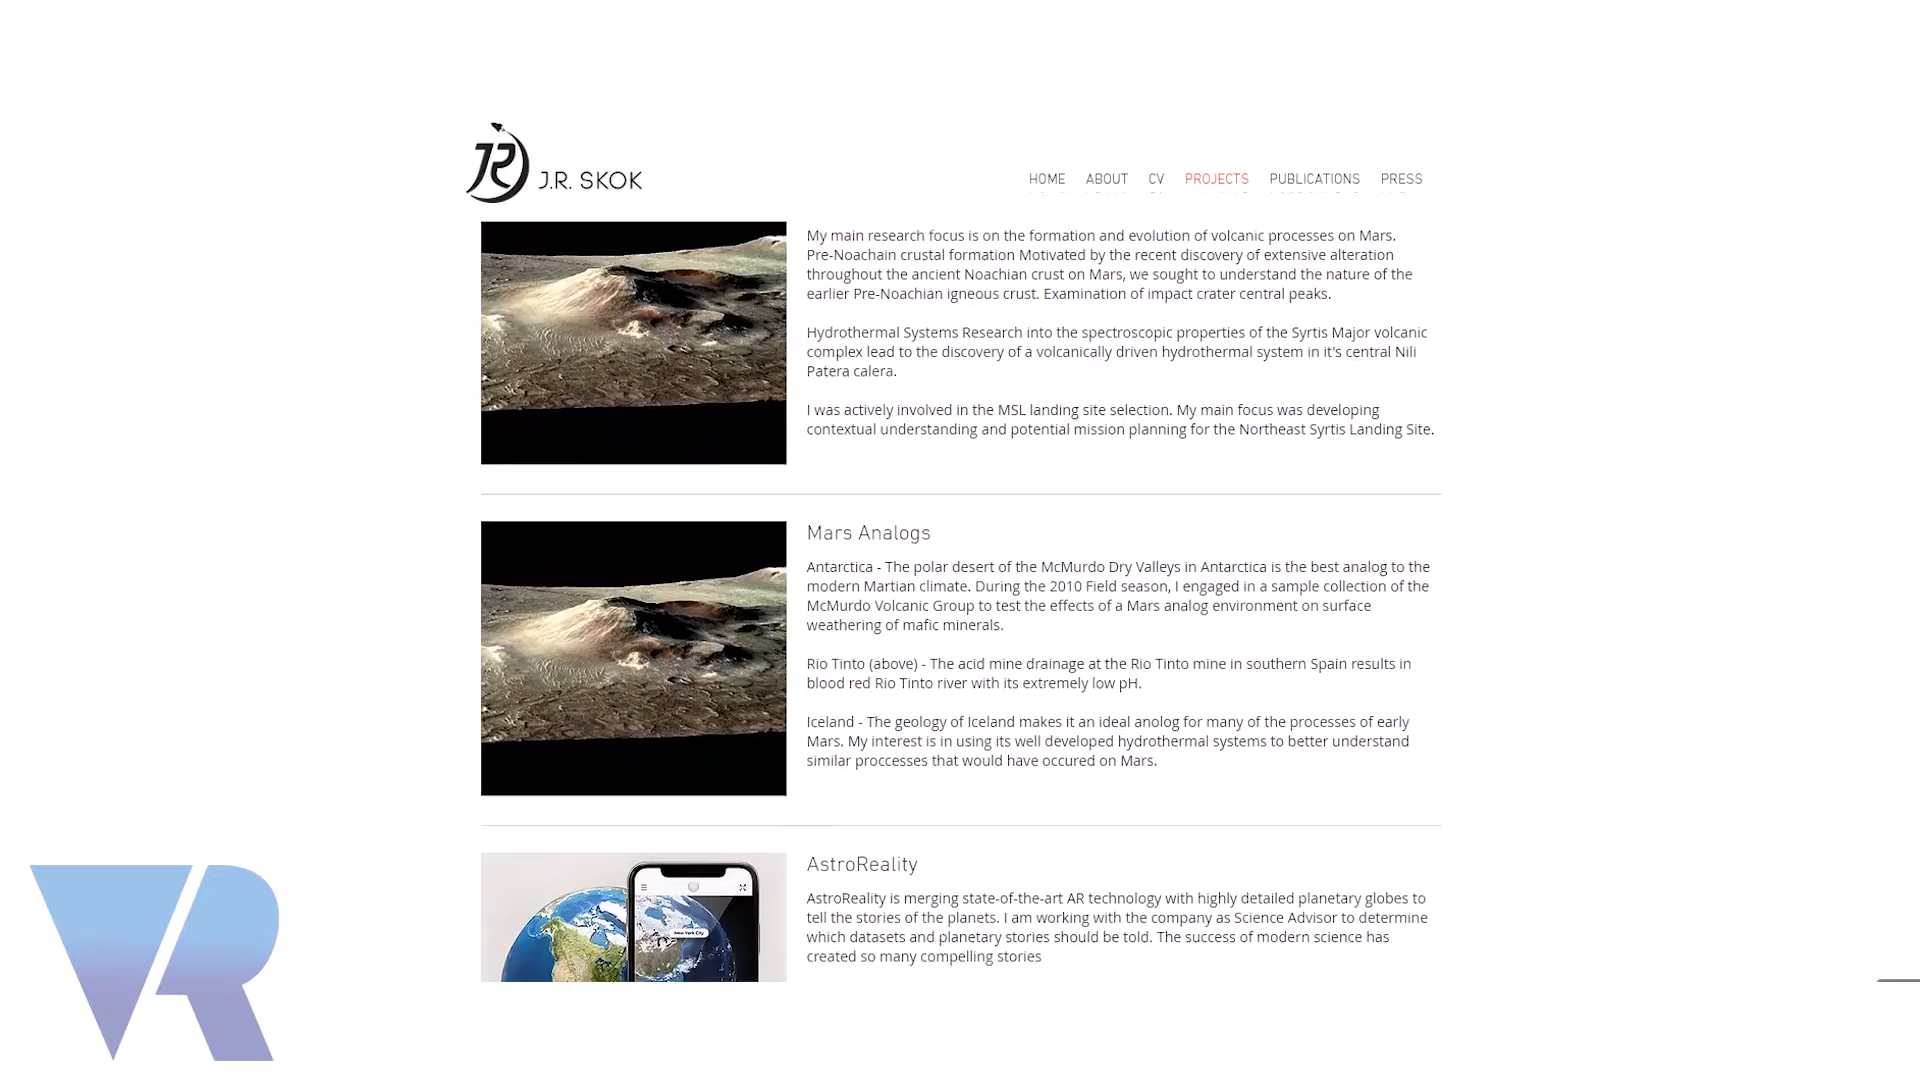 JR
J.R. SKOK
HOME ABOUT CV PROJECTS PUBLICATIONS PRESS
My main research focus is on the formation and evolution of volcanic processes on Mars.
Pre-Noachain crustal formation Motivated by the recent discovery of extensive alteration
throughout the ancient Noachian crust on Mars, we sought to understand the nature of the
earlier Pre-Noachian igneous crust. Examination of impact crater central peaks.
Hydrothermal Systems Research into the spectroscopic properties of the Syrtis Major volcanic
complex lead to the discovery of a volcanically driven hydrothermal system in it's central Nili
Patera calera.
I was actively involved in the MSL landing site selection. My main focus was developing
contextual understanding and potential mission planning for the Northeast Syrtis Landing Site.
Mars Analogs
Antarctica - The polar desert of the McMurdo Dry Valleys in Antarctica is the best analog to the
modern Martian climate. During the 2010 Field season, I engaged in a sample collection of the
McMurdo Volcanic Group to test the effects of a Mars analog environment on surface
weathering of mafic minerals.
Rio Tinto (above) - The acid mine drainage at the Rio Tinto mine in southern Spain results in
blood red Rio Tinto river with its extremely low pH.
Iceland - The geology of Iceland makes it an ideal anolog for many of the processes of early
Mars. My interest is in using its well developed hydrothermal systems to better understand
similar proccesses that would have occured on Mars.
AstroReality
AstroReality is merging state-of-the-art AR technology with highly detailed planetary globes to
tell the stories of the planets. I am working with the company as Science Advisor to determine
which datasets and planetary stories should be told. The success of modern science has
created so many compelling stories
New York City
VR